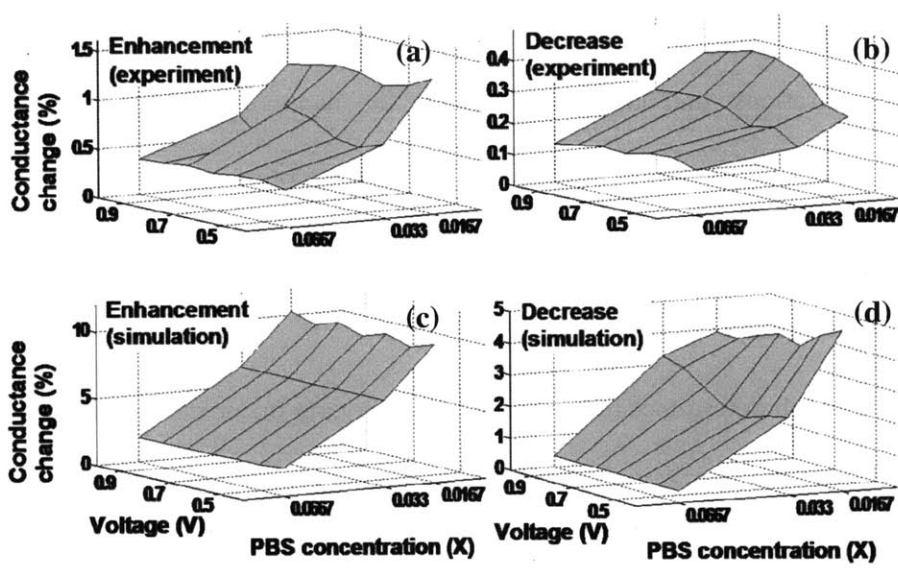 Enhancement
(experiment)
(a)
1.5
1
0.5
0
Conductance
change (%)
0.9
0.7
0.5
0.0667
0.033
0.0167
Decrease
(experiment)
(b)
0.4
0.3
0.2
0.1
0
0.9
0.7
0.5
0.0667
0.033
0.0167
Enhancement
(simulation)
(c)
10
5
0
Conductance
change (%)
0.9
0.7
0.5
Voltage (V)
0.0667
0.033
0.0167
PBS concentration (X)
Decrease
(simulation)
(d)
5
4
3
2
1
0
0.9
0.7
0.5
Voltage (V)
0.0667
0.033
0.0167
PBS concentration (X)